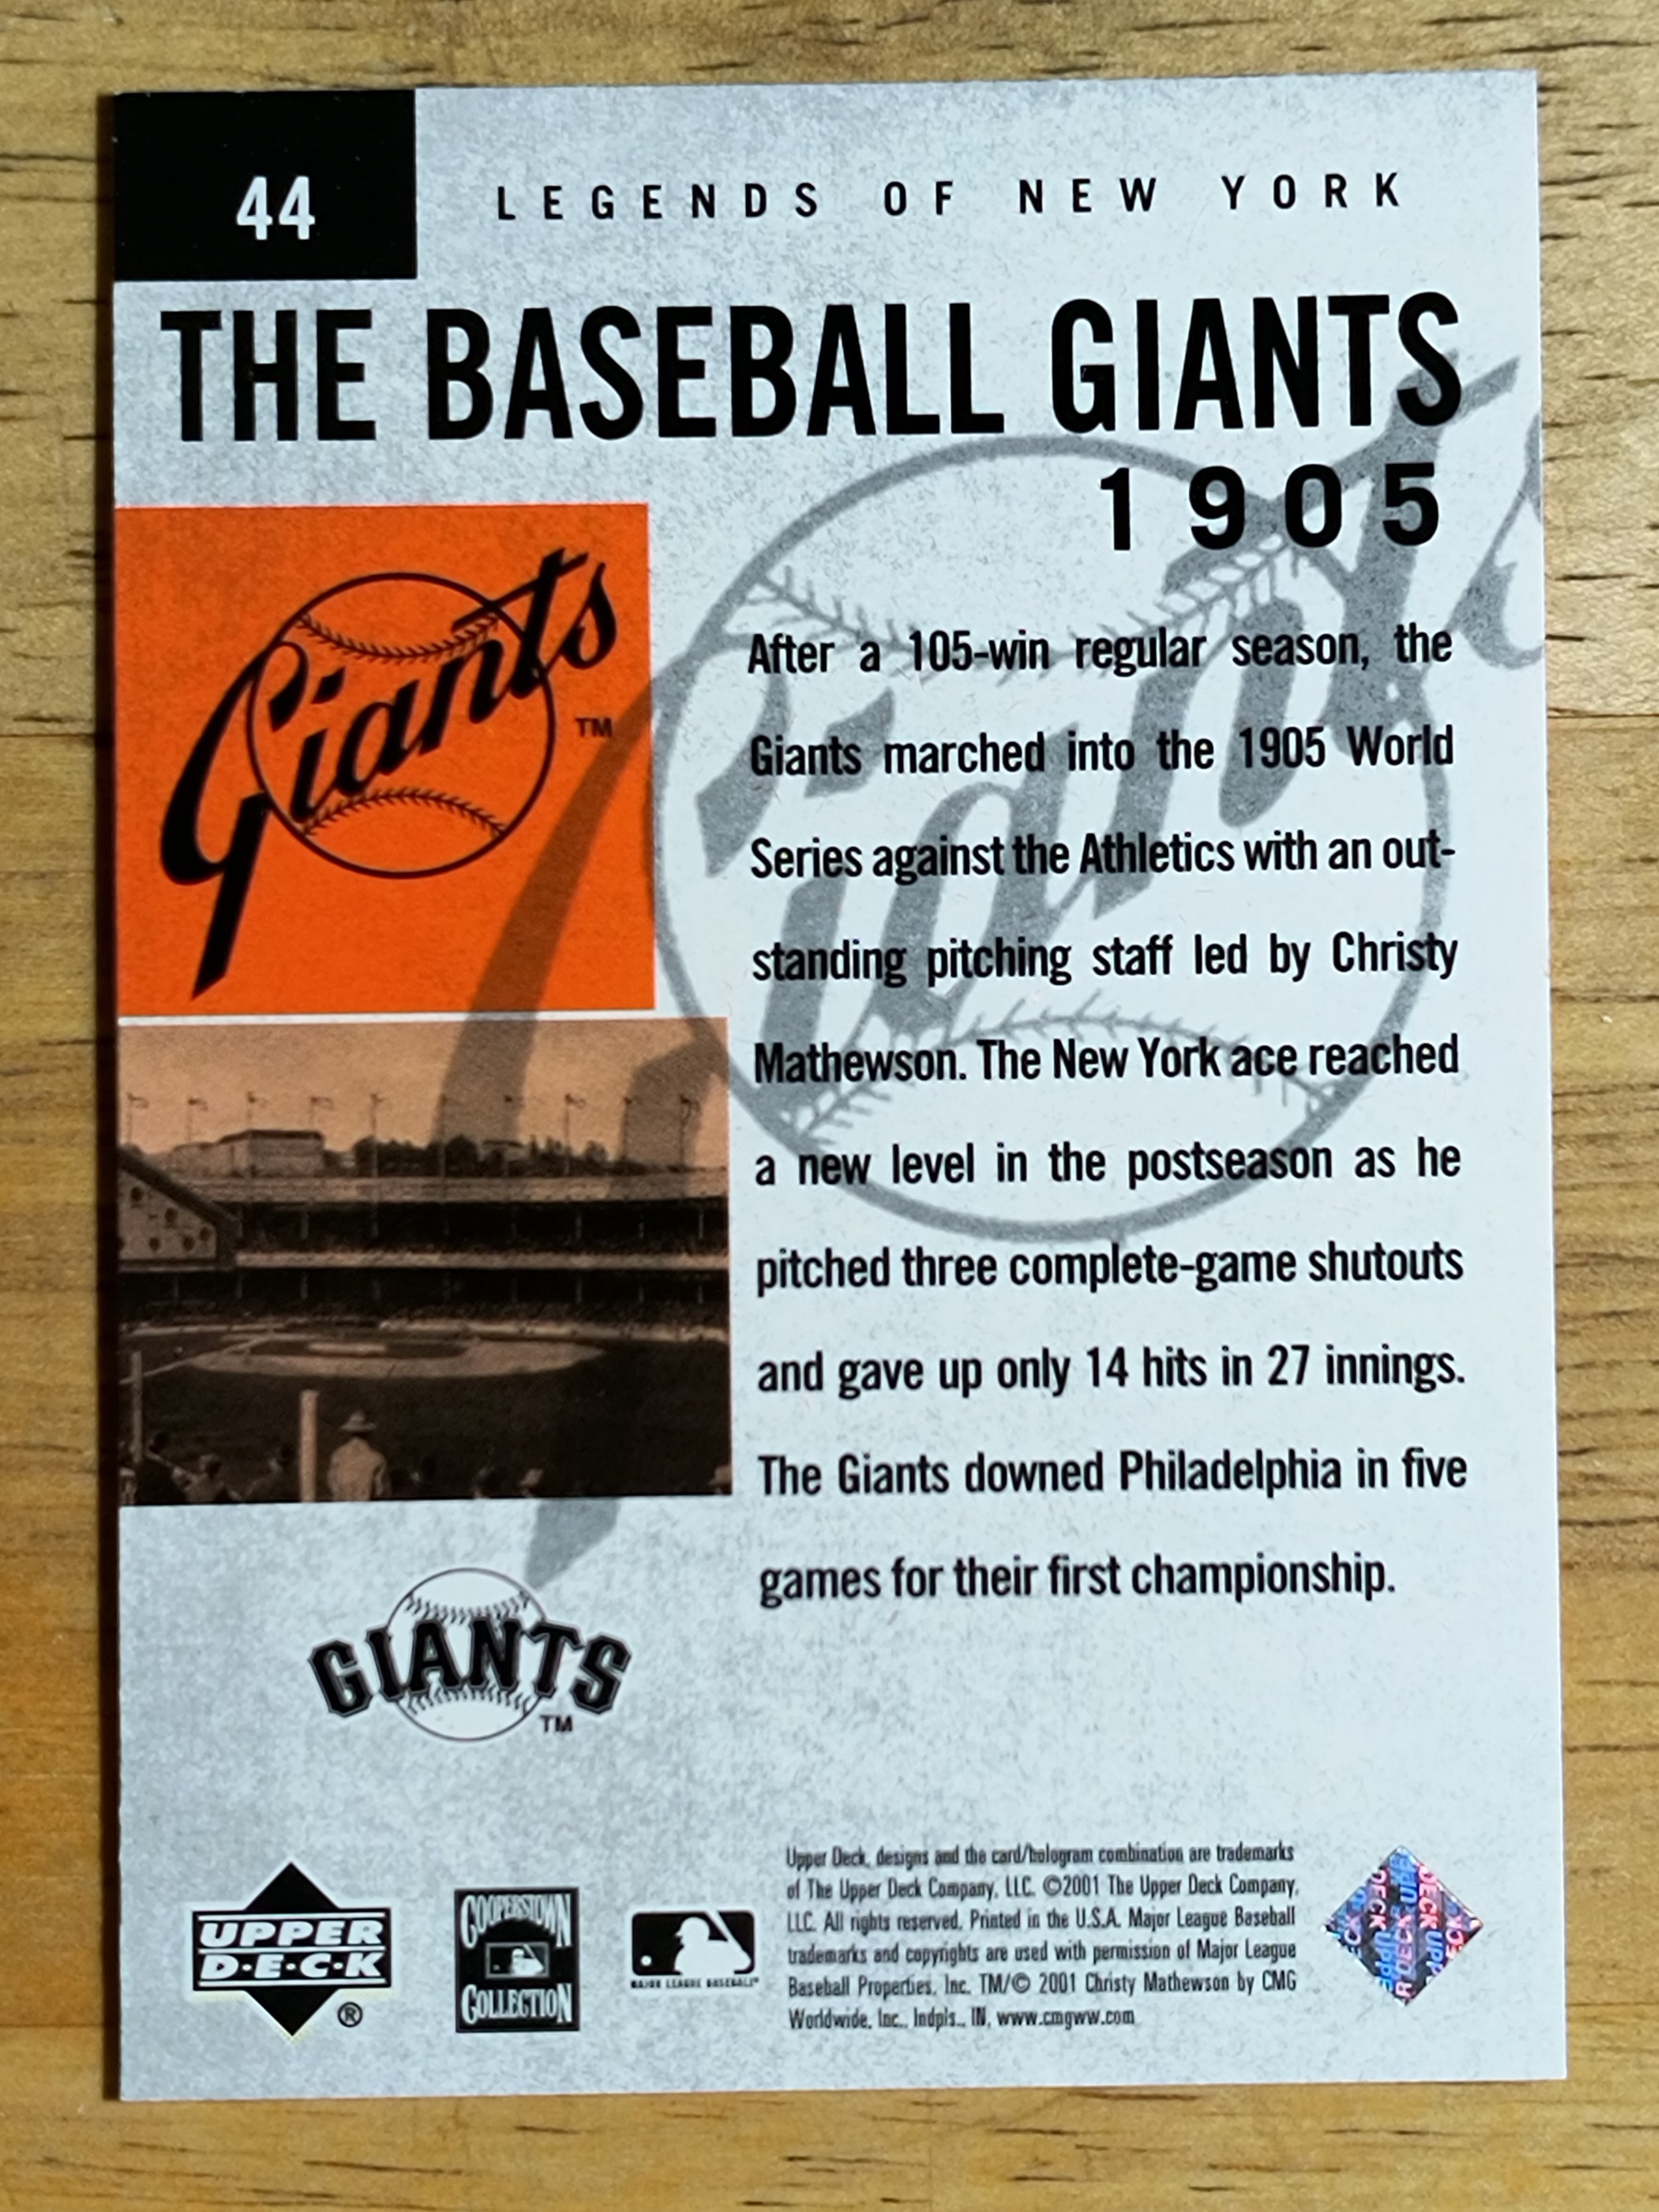 44
LEGENDS OF NEW YORK
THE BASEBALL GIANTS
1905
Giants
TM
After a 105-win regular season, the
Giants marched into the 1905 World
Series against the Athletics with an out-
standing pitching staff led by Christy
Mathewson. The New York ace reached
a new level in the postseason as he
pitched three complete-game shutouts
and gave up only 14 hits in 27 innings.
The Giants downed Philadelphia in five
games for their first championship.
Giants
GIANTS
TM
UPPER
D·E·C·K
®
COOPERSTOWN
COLLECTION
MAJOR LEAGUE BASEBALL
Upper Deck, designs and the card/hologram combination are trademarks
of The Upper Deck Company, LLC. ©2001 The Upper Deck Company,
LLC. All rights reserved. Printed in the U.S.A. Major League Baseball
trademarks and copyrights are used with permission of Major League
Baseball Properties, Inc. TM/© 2001 Christy Mathewson by CMG
Worldwide, Inc., Indpls., IN, www.cmgww.com